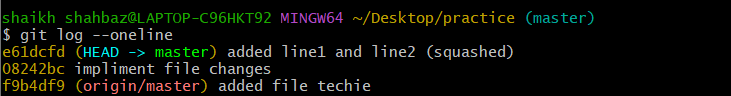 shaikh shahbaz@LAPTOP-C96HKT92 MINGW64 ~/Desktop/practice (master)
$ git log --oneline
e61dcfd (HEAD -> master) added line1 and line2 (squashed)
08242bc impliment file changes
f9b4df9 (origin/master) added file techie